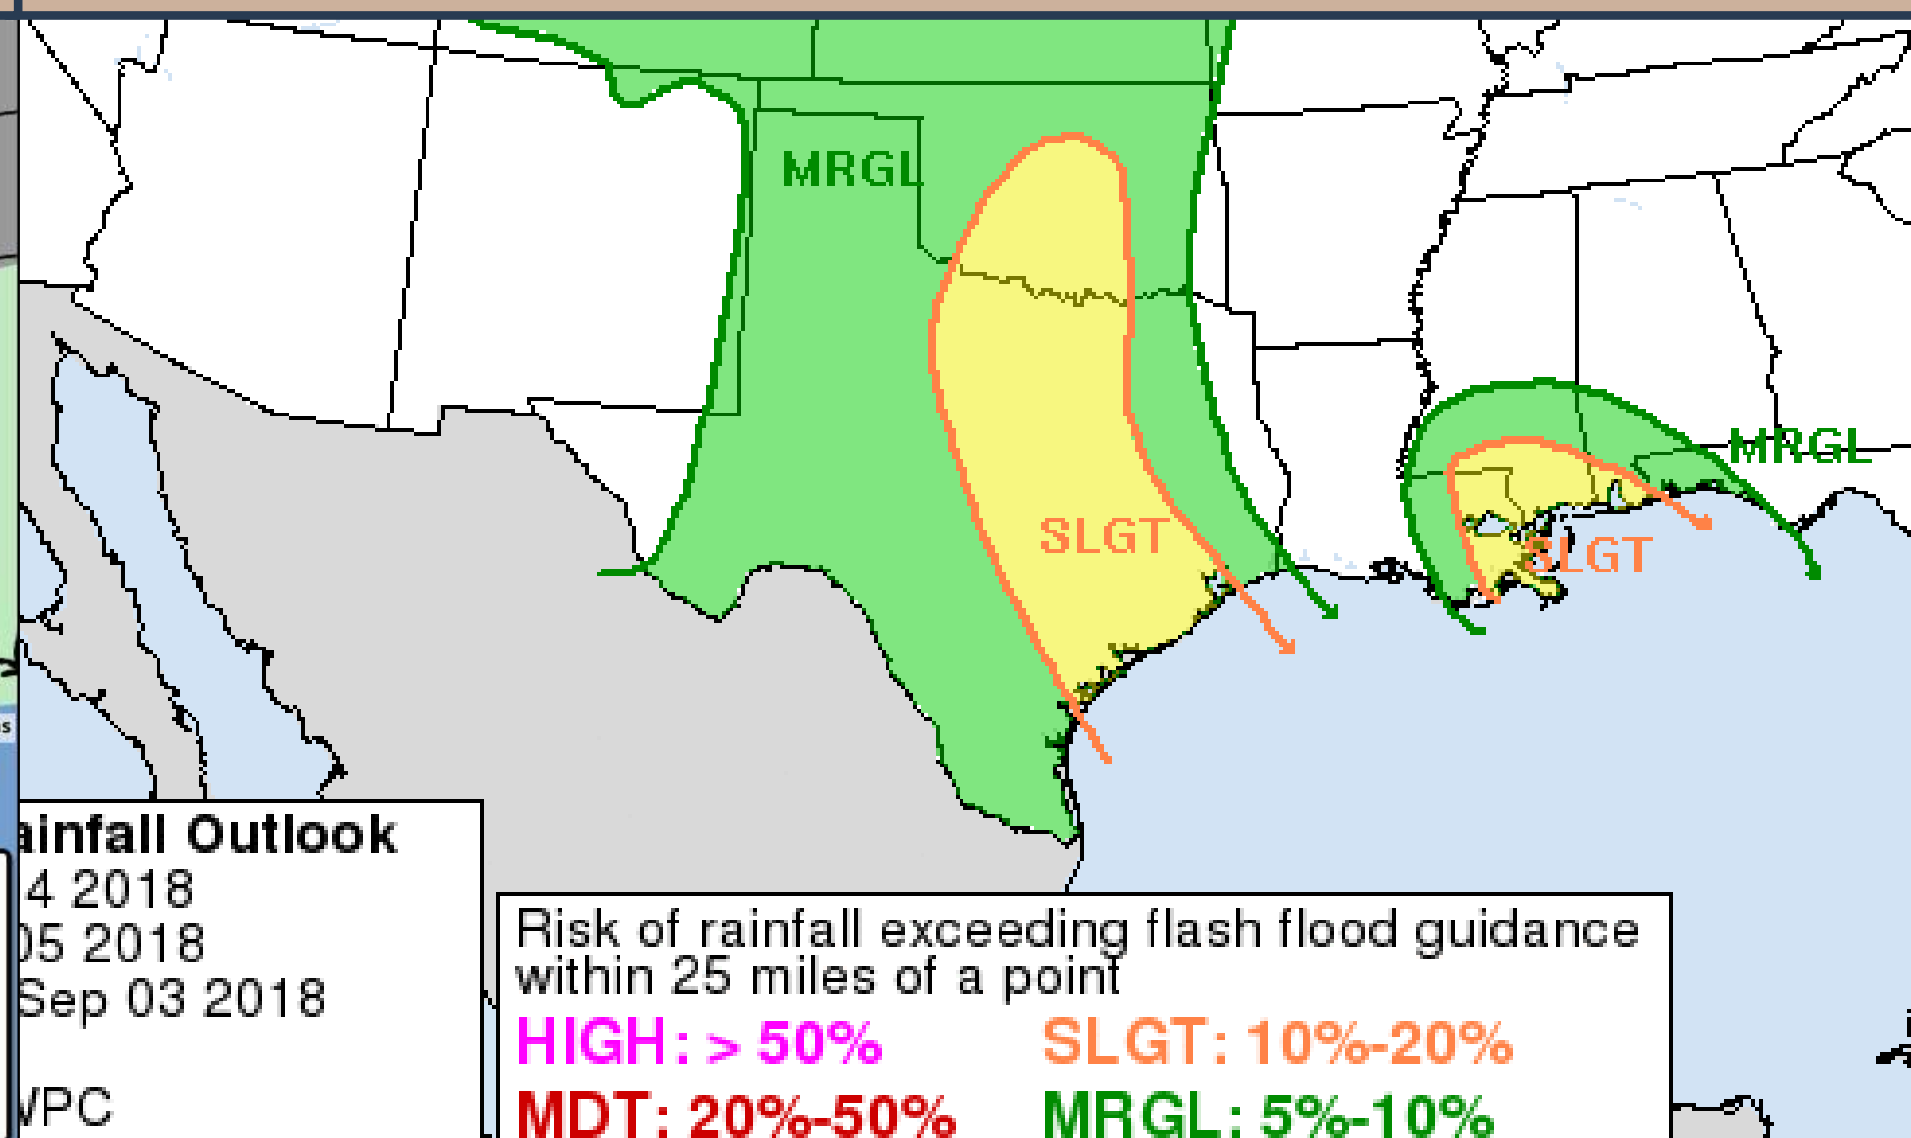 MRGL
MRGL
SLGT
SLGT
ainfall Outlook
4 2018
05 2018
Sep 03 2018
WPC
Risk of rainfall exceeding flash flood guidance
within 25 miles of a point
HIGH: > 50%
SLGT: 10%-20%
MDT: 20%-50%
MRGL: 5%-10%